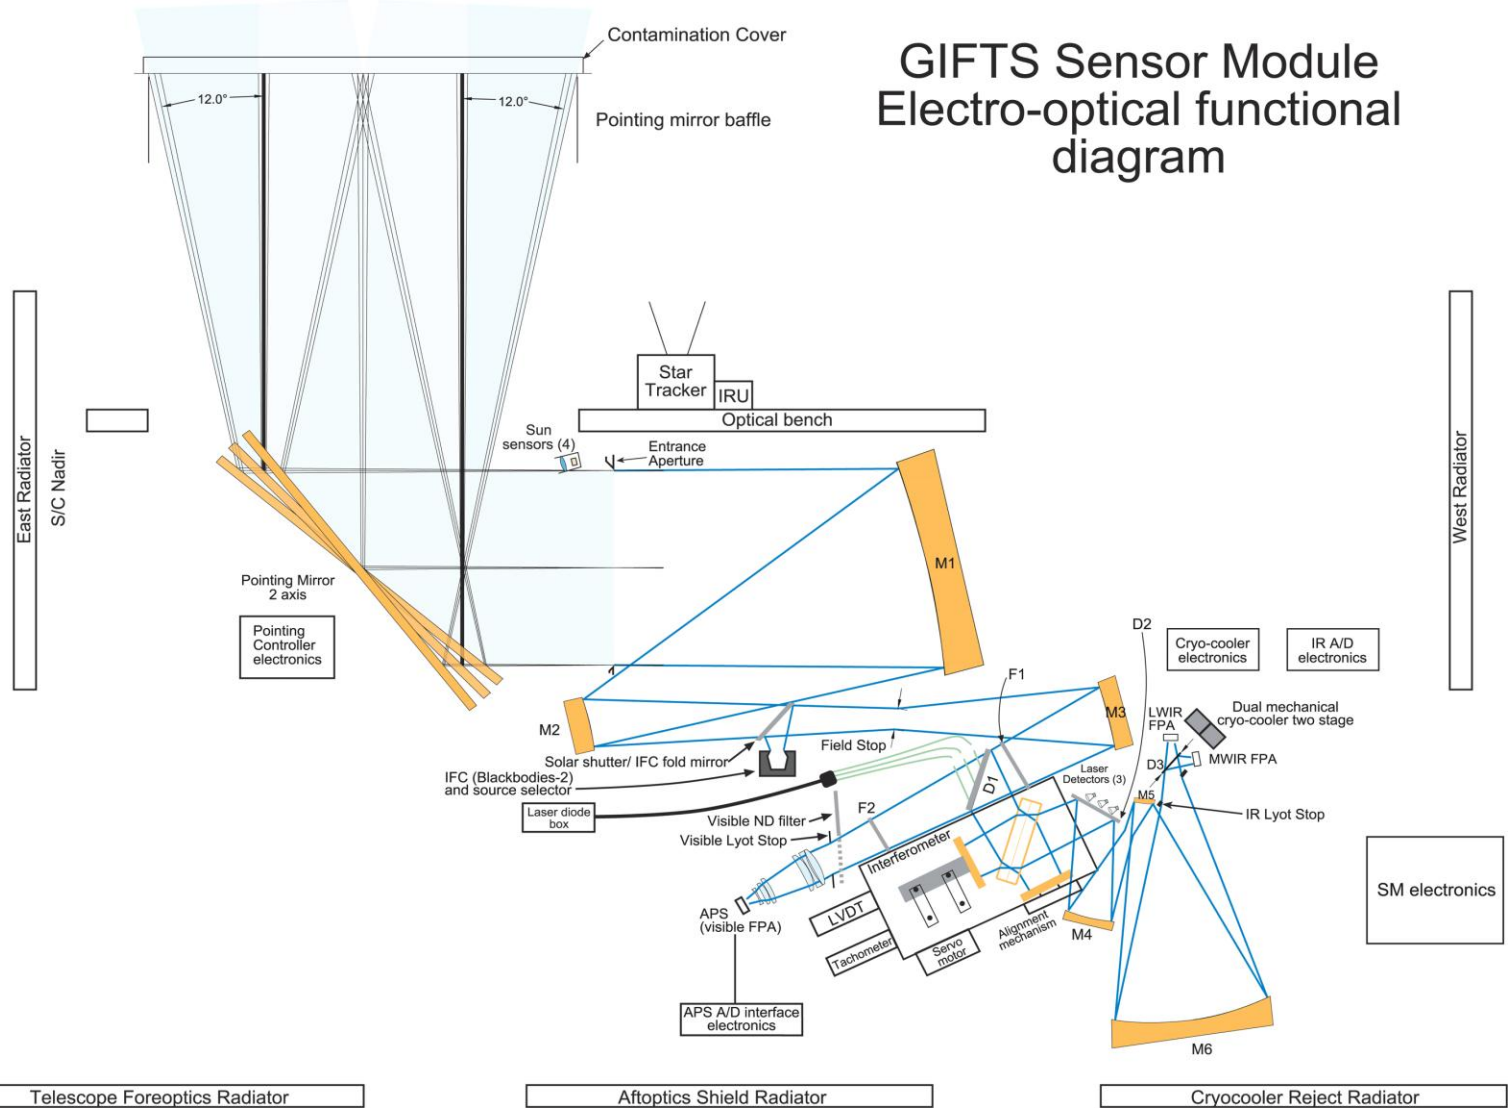 GIFTS Sensor Module
Electro-optical functional
diagram
Contamination Cover
12.0°
12.0°
Pointing mirror baffle
East Radiator
S/C Nadir
Star
Tracker
IRU
Optical bench
Sun
sensors (4)
Entrance
Aperture
West Radiator
M1
Pointing Mirror
2 axis
Pointing
Controller
electronics
D2
Cryo-cooler
electronics
IR A/D
electronics
F1
M2
M3
LWIR
FPA
Dual mechanical
cryo-cooler two stage
Field Stop
Solar shutter/ IFC fold mirror
MWIR FPA
D3
IFC (Blackbodies-2)
and source selector
D1
Laser
Detectors (3)
M5
Laser diode
box
Visible ND filter
F2
IR Lyot Stop
Visible Lyot Stop
Interferometer
SM electronics
APS
(visible FPA)
LVDT
Tachometer
Servo
motor
Alignment
mechanism
M4
APS A/D interface
electronics
M6
Telescope Foreoptics Radiator
Aftoptics Shield Radiator
Cryocooler Reject Radiator